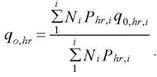 q_{o,hr} = \frac{\sum_{1}^{i} N_i P_{hr,i} q_{0,hr,i}}{\sum_{1}^{i} N_i P_{hr,i}} .